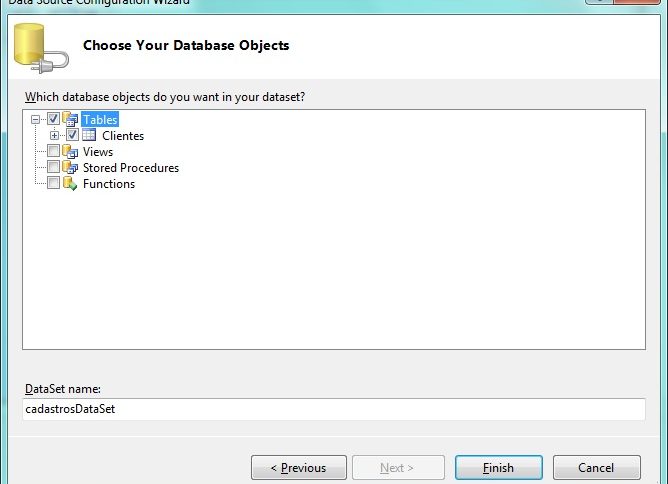 Data Source Configuration Wizard
Choose Your Database Objects
Which database objects do you want in your dataset?
Tables
Clientes
Views
Stored Procedures
Functions
DataSet name:
cadastrosDataSet
< Previous
Next >
Finish
Cancel